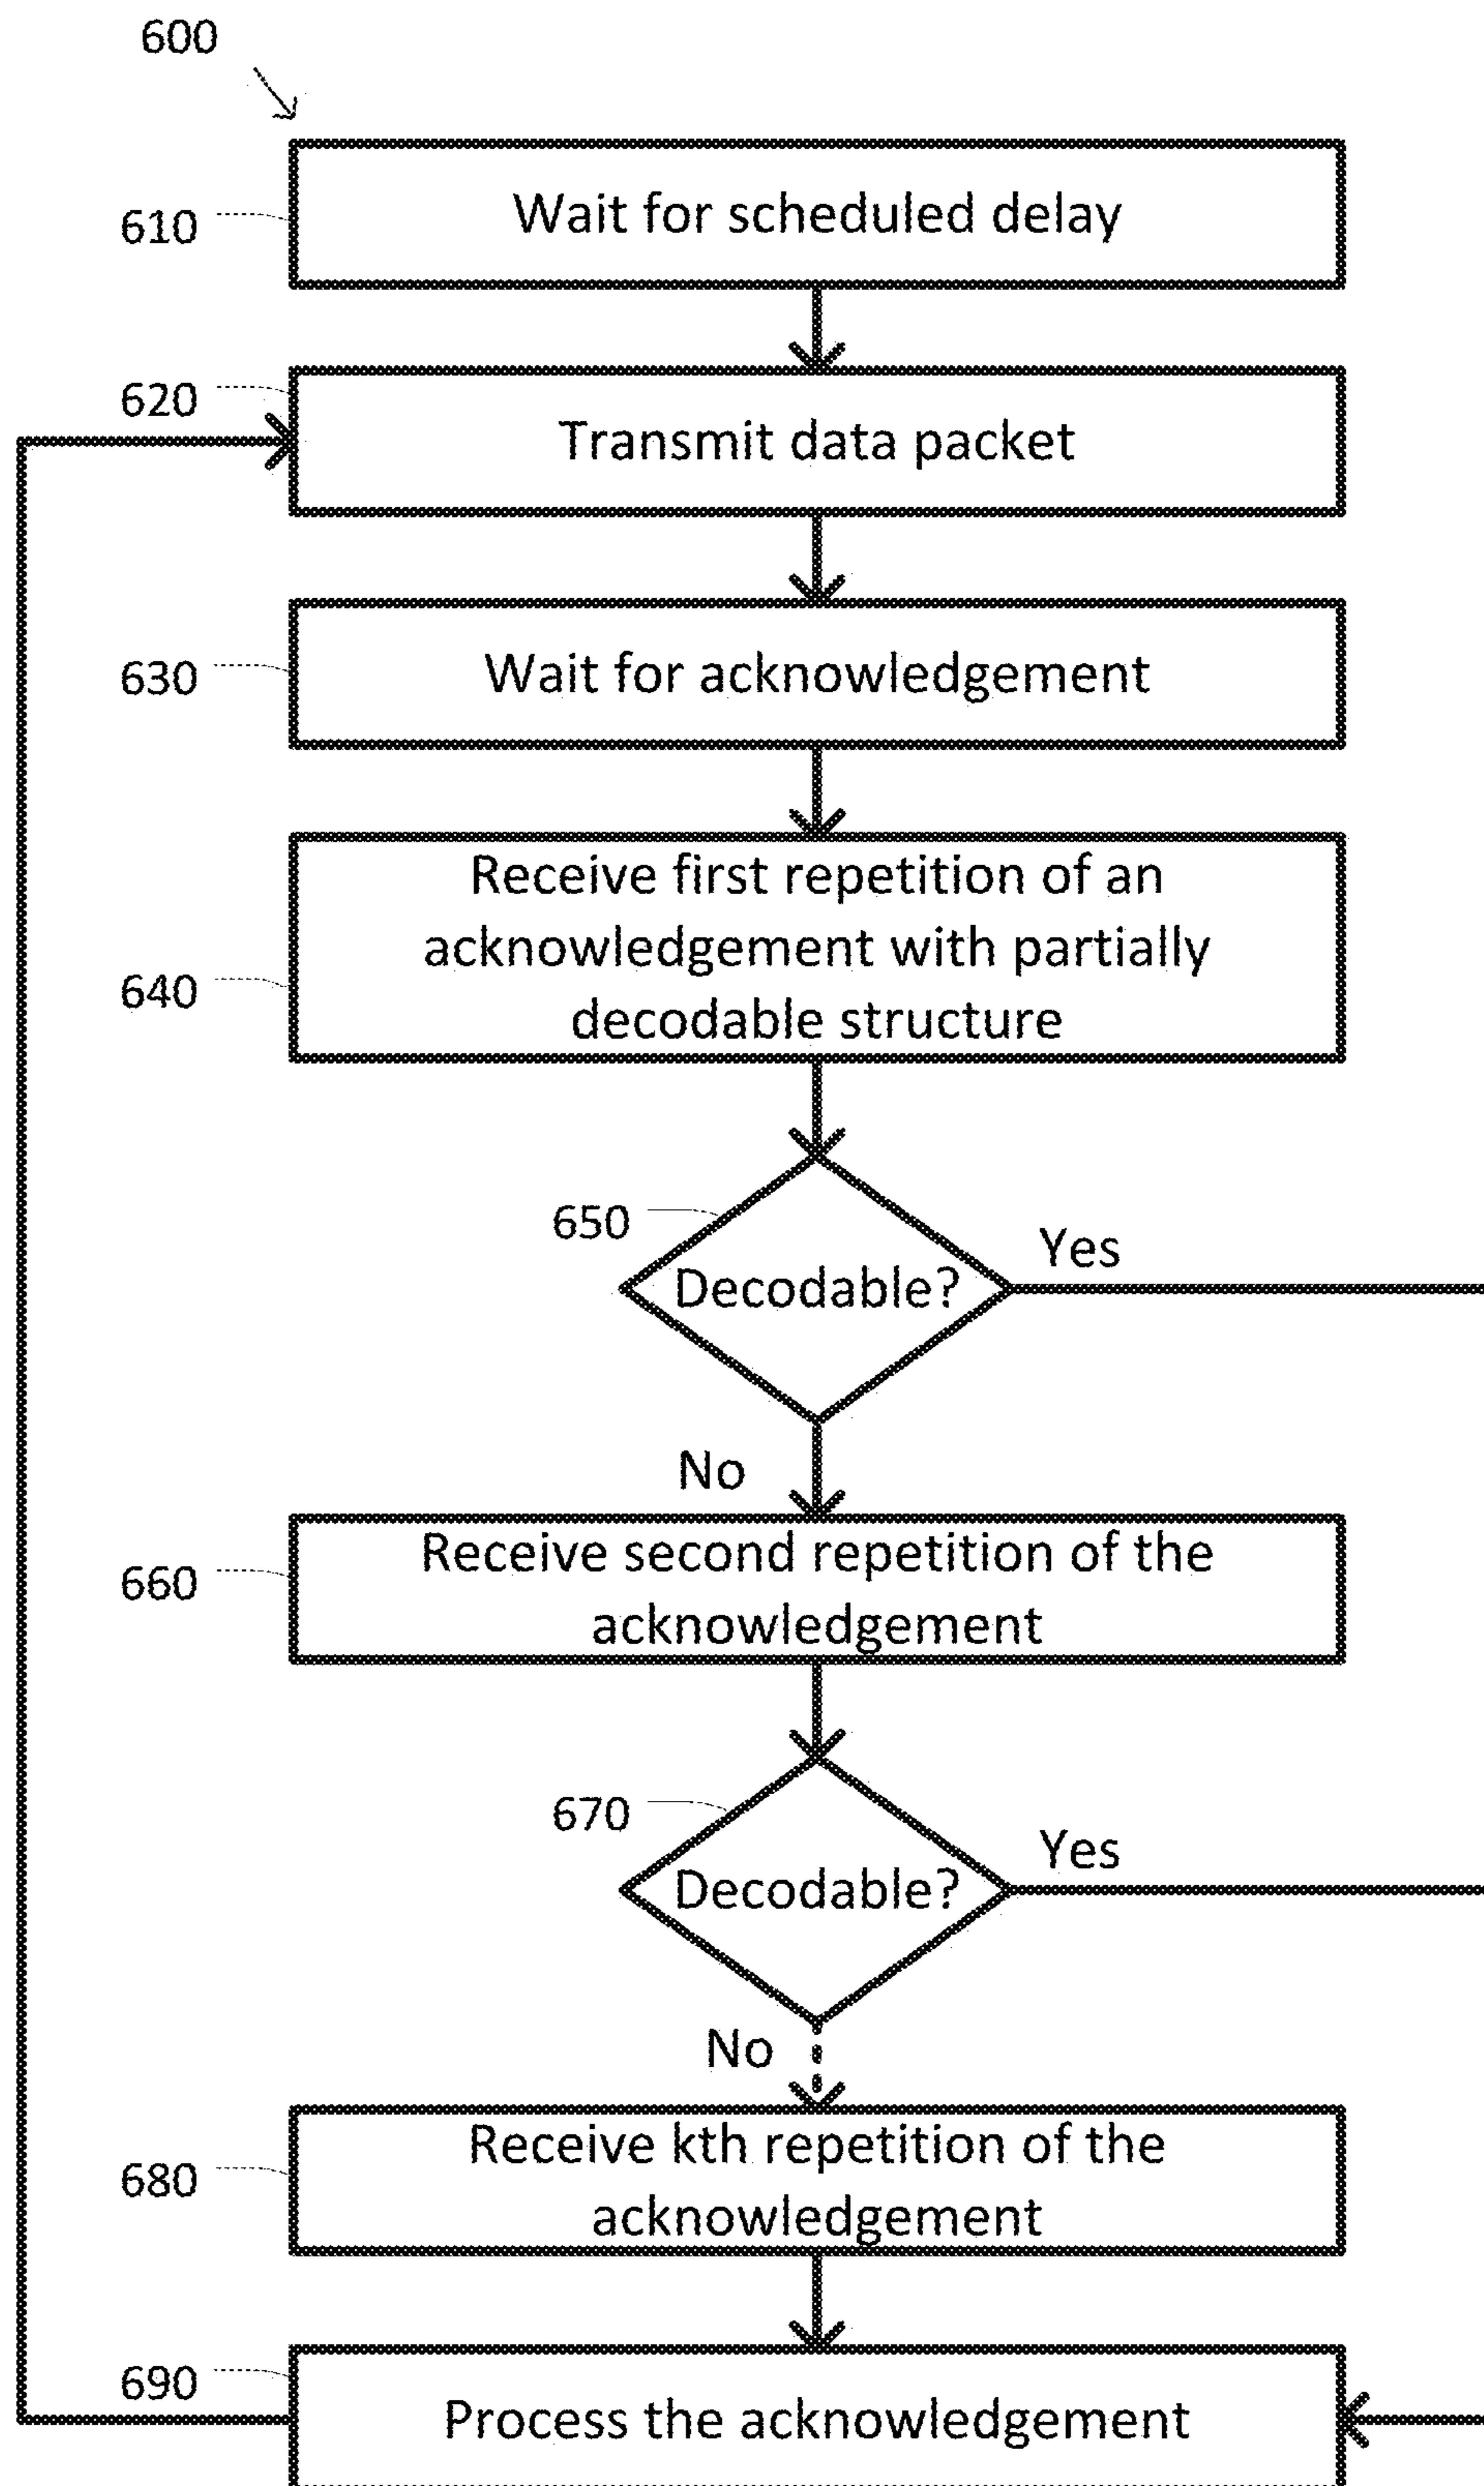 600
610
Wait for scheduled delay
620
Transmit data packet
630
Wait for acknowledgement
640
Receive first repetition of an
acknowledgement with partially
decodable structure
650
Decodable?
Yes
No
660
Receive second repetition of the
acknowledgement
670
Decodable?
Yes
No
680
Receive kth repetition of the
acknowledgement
690
Process the acknowledgement